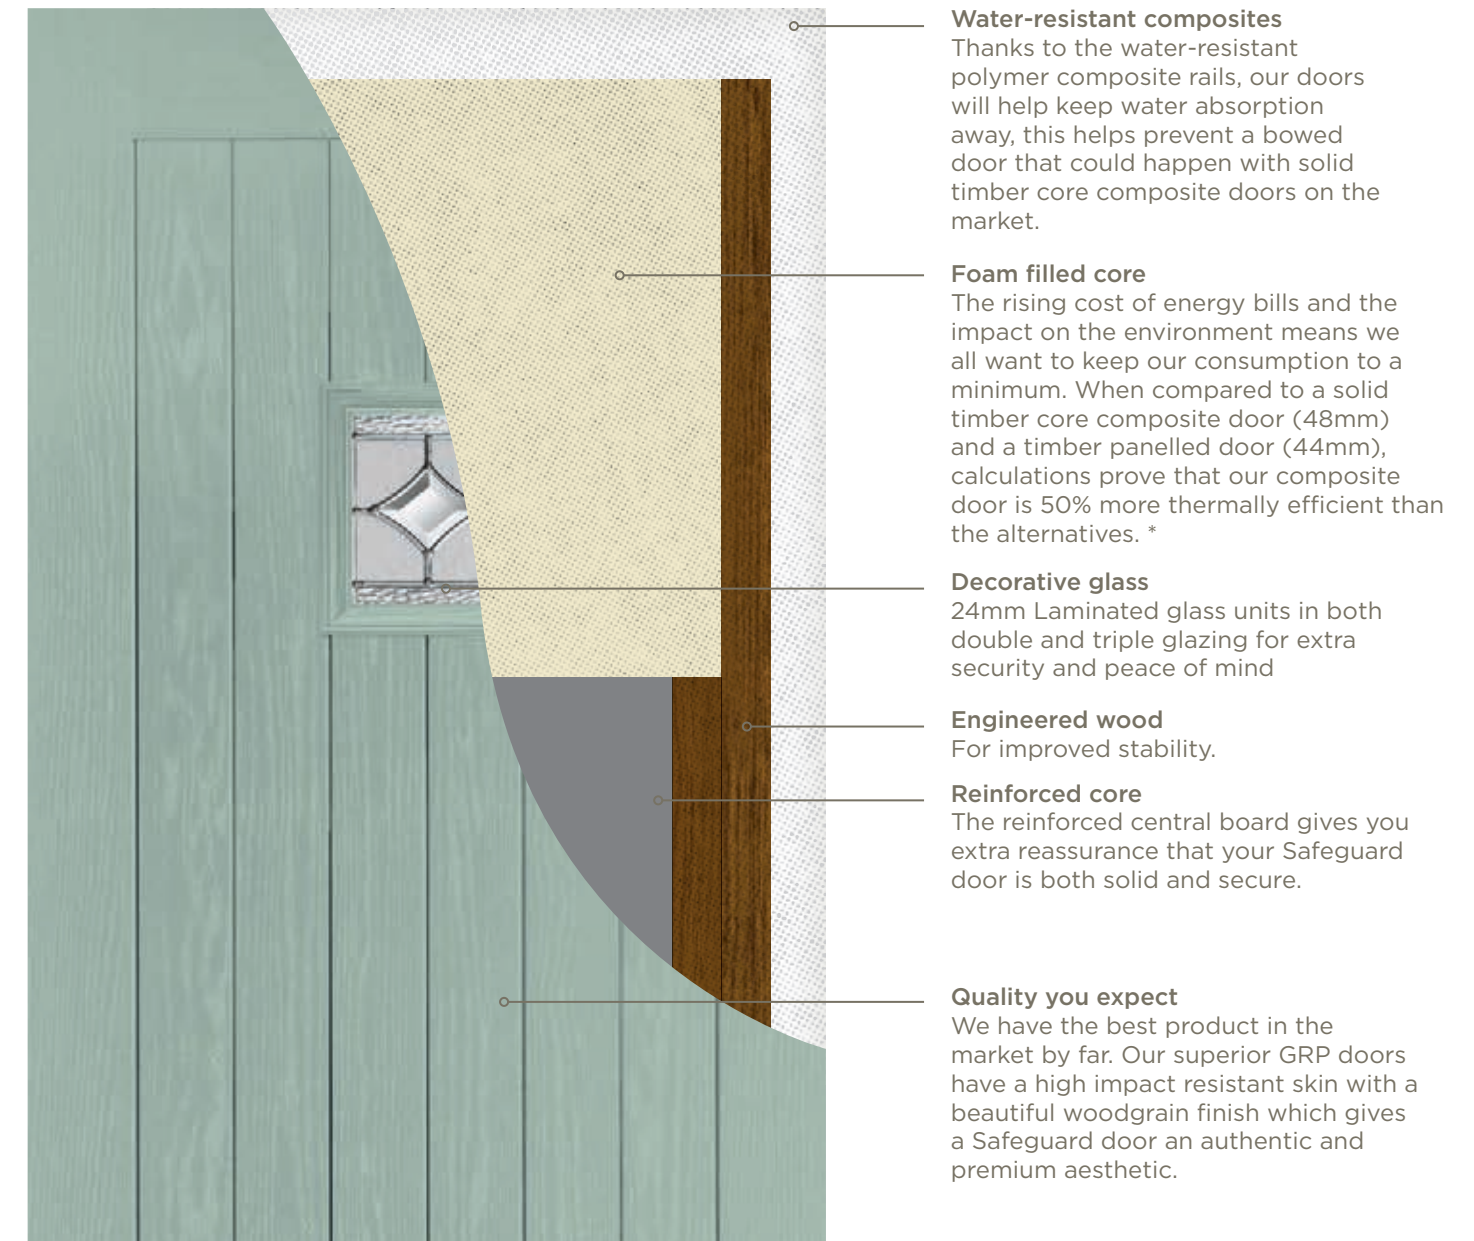 Water-resistant composites
Thanks to the water-resistant
polymer composite rails, our doors
will help keep water absorption
away, this helps prevent a bowed
door that could happen with solid
timber core composite doors on the
market.
Foam filled core
The rising cost of energy bills and the
impact on the environment means we
all want to keep our consumption to a
minimum. When compared to a solid
timber core composite door (48mm)
and a timber panelled door (44mm),
calculations prove that our composite
door is 50% more thermally efficient than
the alternatives. *
Decorative glass
24mm Laminated glass units in both
double and triple glazing for extra
security and peace of mind
Engineered wood
For improved stability.
Reinforced core
The reinforced central board gives you
extra reassurance that your Safeguard
door is both solid and secure.
Quality you expect
We have the best product in the
market by far. Our superior GRP doors
have a high impact resistant skin with a
beautiful woodgrain finish which gives
a Safeguard door an authentic and
premium aesthetic.